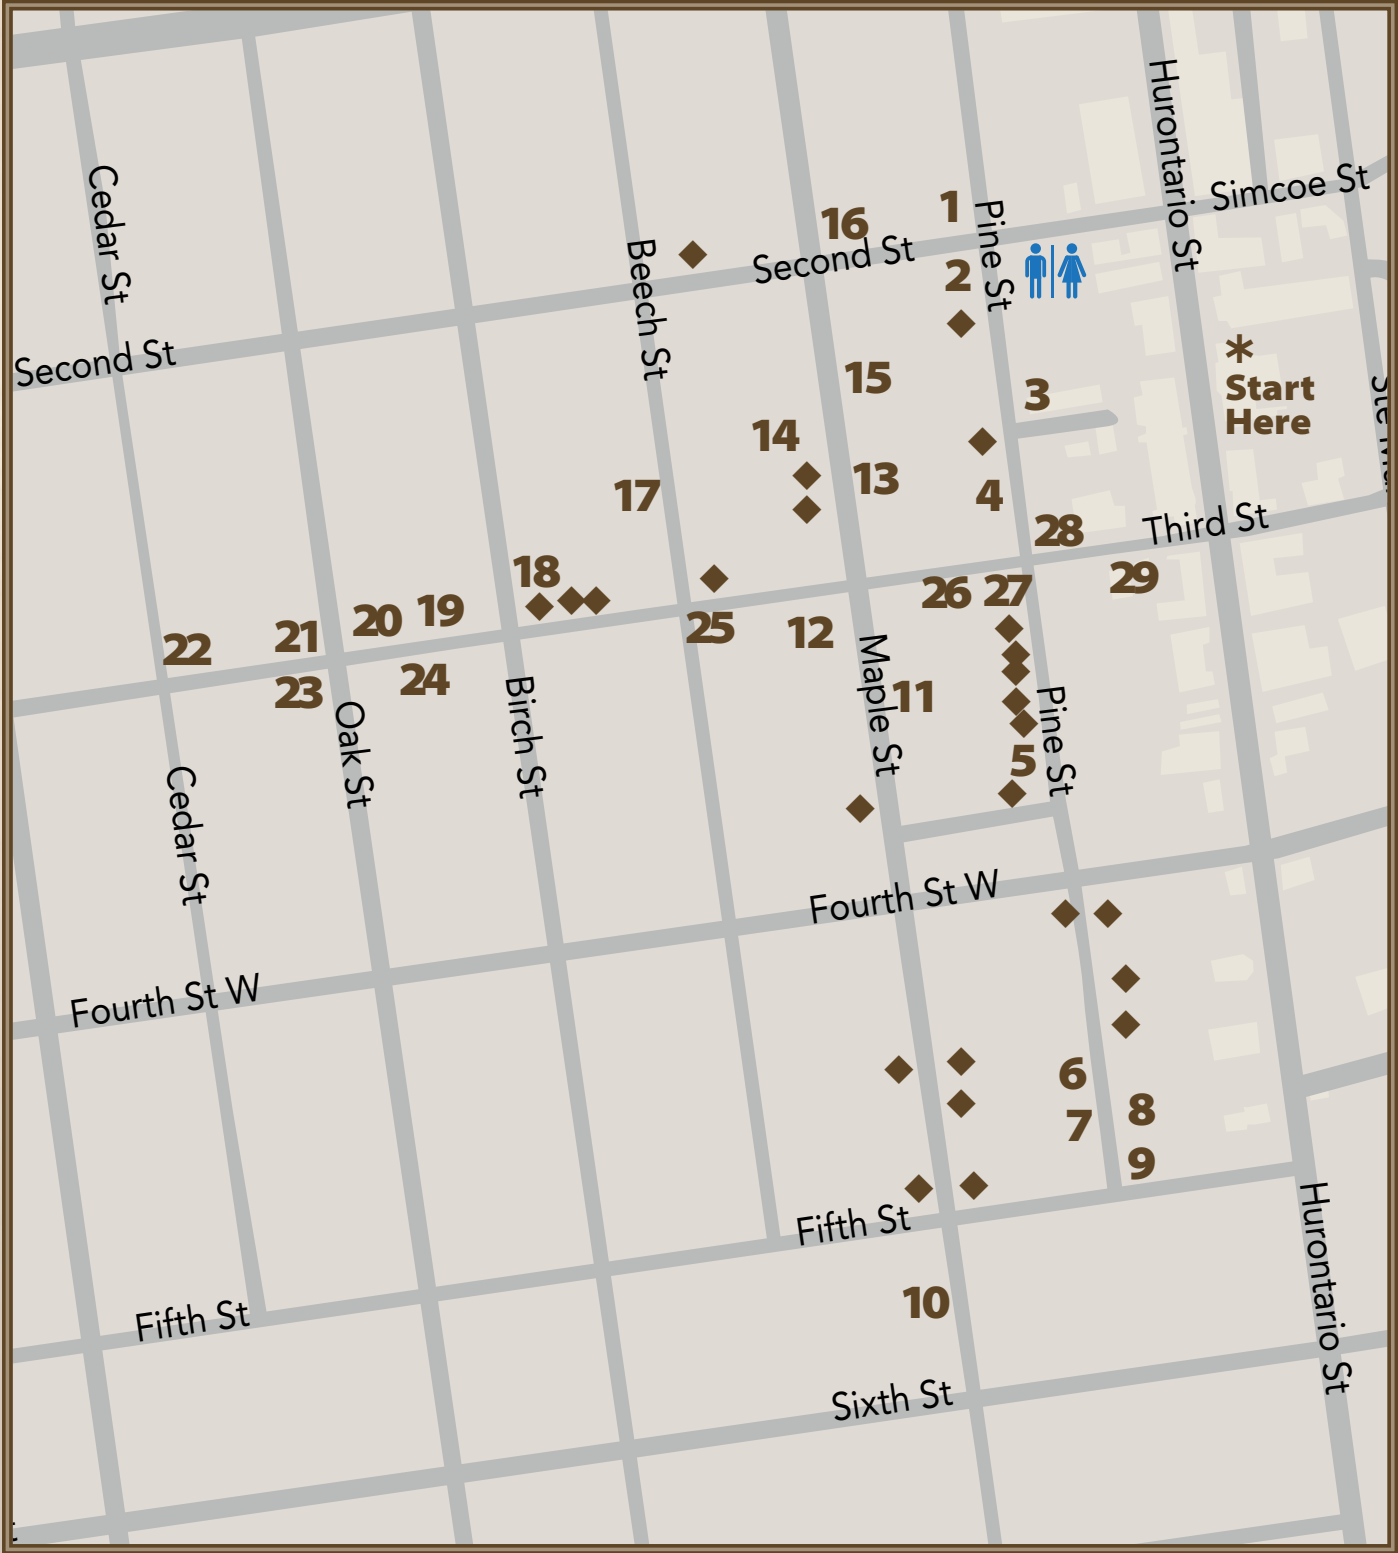 Hurontario St
Cedar St
Simcoe St
1
Pine St
16
Beech St
Second St
2
Second St
*
Start
Here
15
3
14
13
17
4
28
Third St
18
29
26
27
19
20
21
25
12
22
Maple St
24
23
11
Birch St
Pine St
Oak St
5
Cedar St
Fourth St W
Fourth St W
6
8
7
9
Hurontario St
Fifth St
10
Fifth St
Sixth St